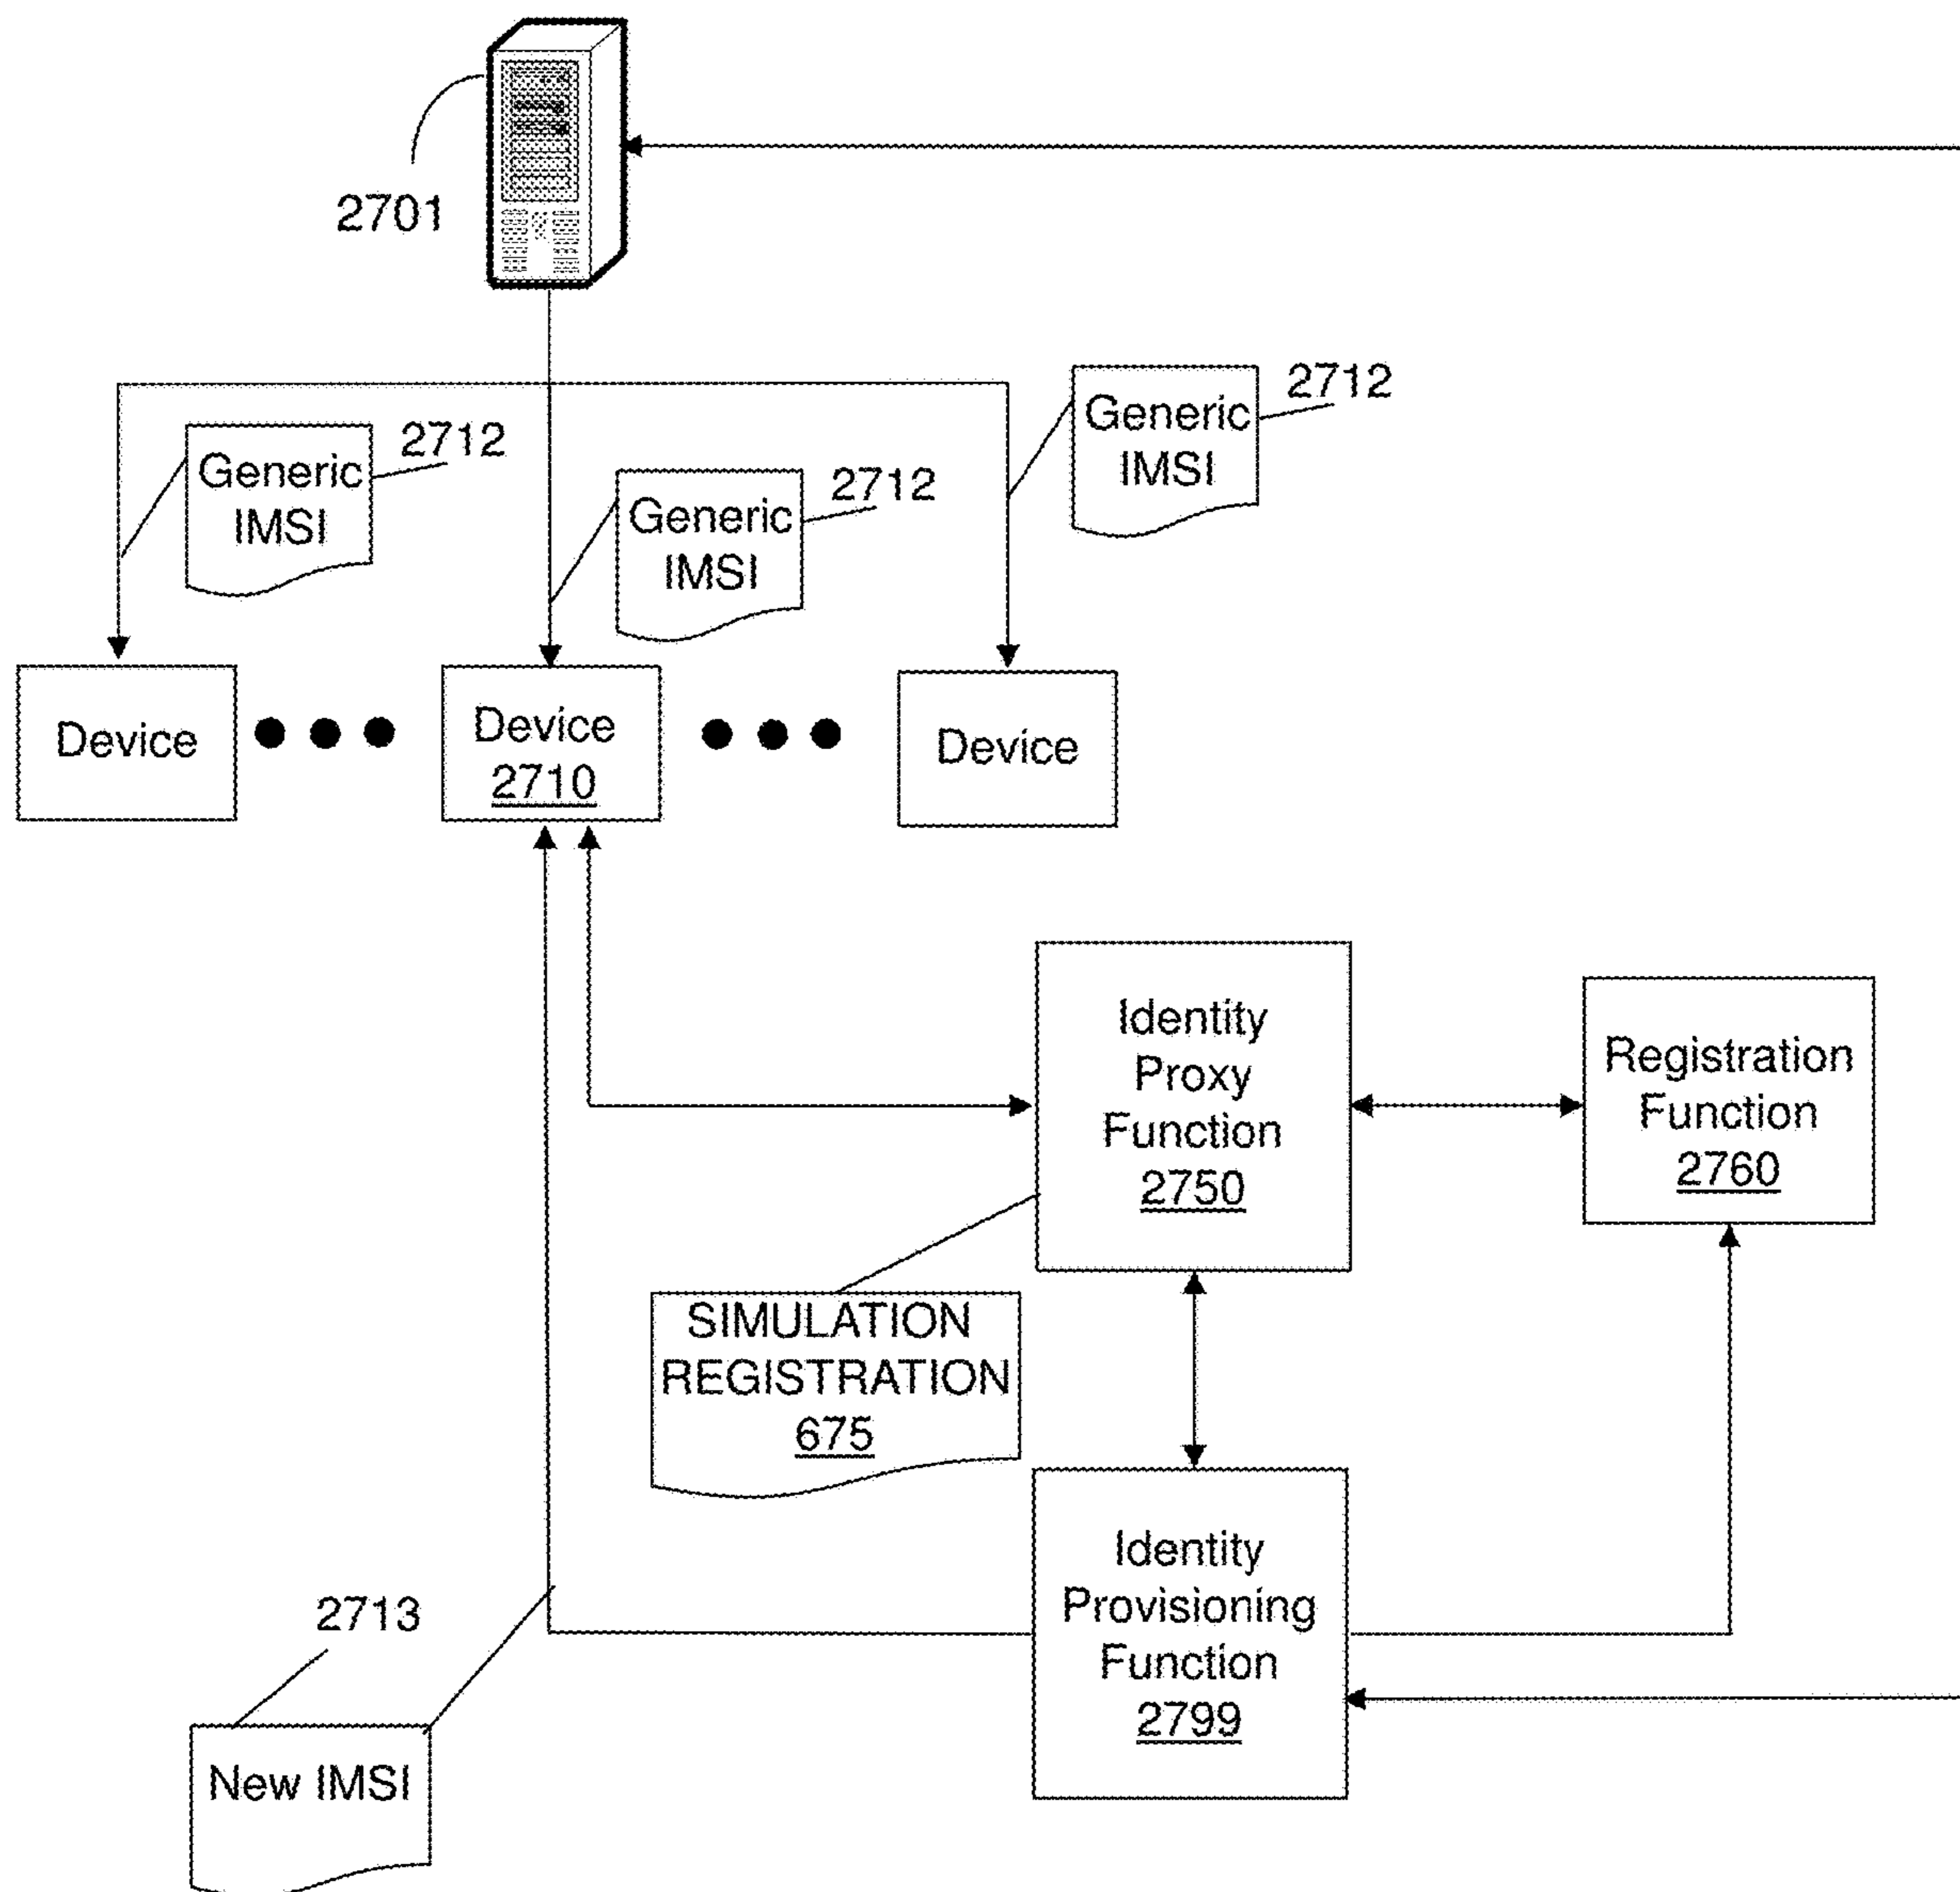 2701
Generic
IMSI
2712
Generic
IMSI
2712
Generic
IMSI
2712
Device
Device
2710
Device
Identity
Proxy
Function
2750
Registration
Function
2760
SIMULATION
REGISTRATION
675
Identity
Provisioning
Function
2799
2713
New IMSI